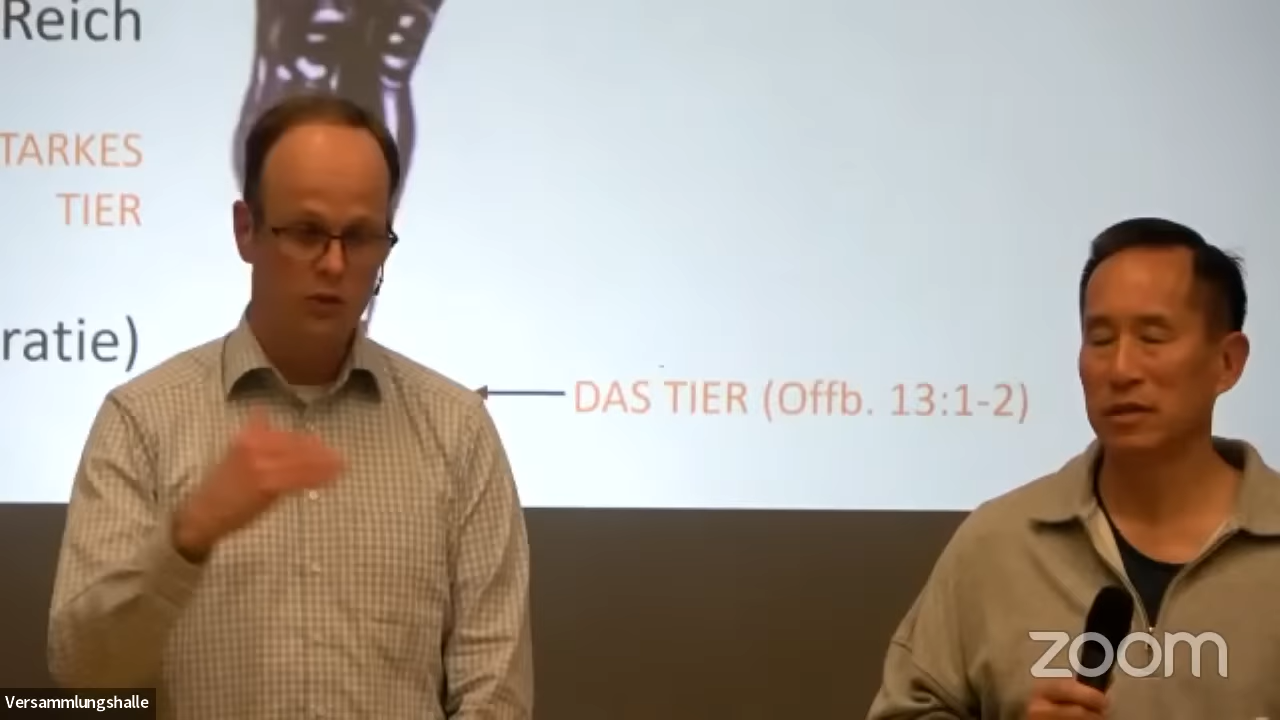 Reich
TARKES
TIER
ratie)
DAS TIER (Offb. 13:1-2)
zoom
Versammlungshalle